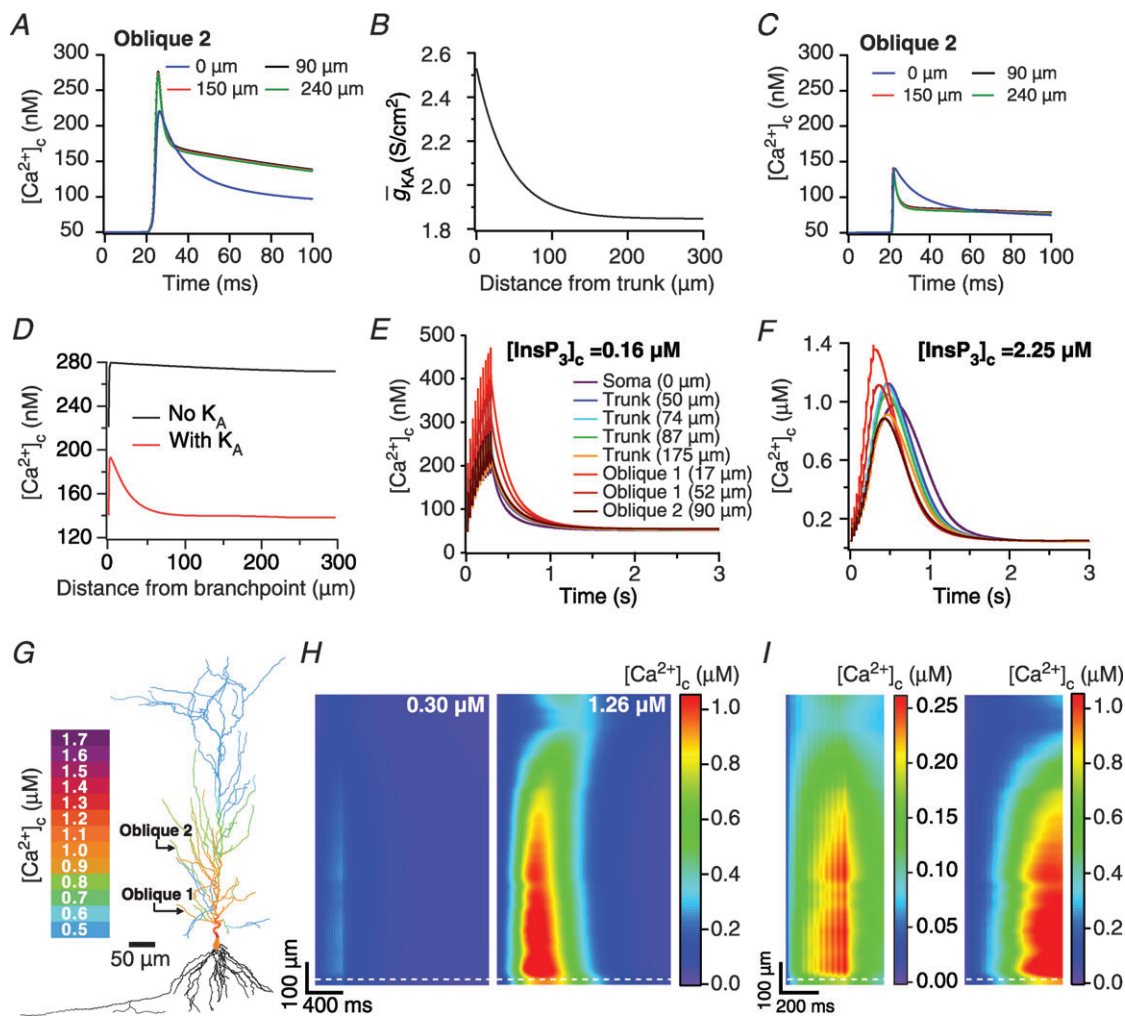 A
Oblique 2
0 µm
90 µm
150 µm
240 µm
[Ca2+]c (nM)
300
250
200
150
100
50
0 20 40 60 80 100
Time (ms)
B
ḡKA (S/cm2)
2.6
2.4
2.2
2.0
1.8
0 100 200 300
Distance from trunk (µm)
C
Oblique 2
0 µm
90 µm
150 µm
240 µm
[Ca2+]c (nM)
300
250
200
150
100
50
0 20 40 60 80 100
Time (ms)
D
[Ca2+]c (nM)
280
240
200
160
120
No KA
With KA
0 100 200 300
Distance from branchpoint (µm)
E
[InsP3]c =0.16 µM
[Ca2+]c (nM)
500
400
300
200
100
0
Soma (0 µm)
Trunk (50 µm)
Trunk (74 µm)
Trunk (87 µm)
Trunk (175 µm)
Oblique 1 (17 µm)
Oblique 1 (52 µm)
Oblique 2 (90 µm)
0 1 2 3
Time (s)
F
[InsP3]c =2.25 µM
[Ca2+]c (µM)
1.4
1.0
0.6
0.2
0 1 2 3
Time (s)
G
[Ca2+]c (µM)
1.7
1.6
1.5
1.4
1.3
1.2
1.1
1.0
0.9
0.8
0.7
0.6
0.5
Oblique 2
Oblique 1
50 µm
H
[Ca2+]c (µM)
0.30 µM
1.26 µM
1.0
0.8
0.6
0.4
0.2
0.0
100 µm
400 ms
I
[Ca2+]c (µM)
0.25
0.20
0.15
0.10
0.05
0.00
[Ca2+]c (µM)
1.0
0.8
0.6
0.4
0.2
0.0
100 µm
200 ms